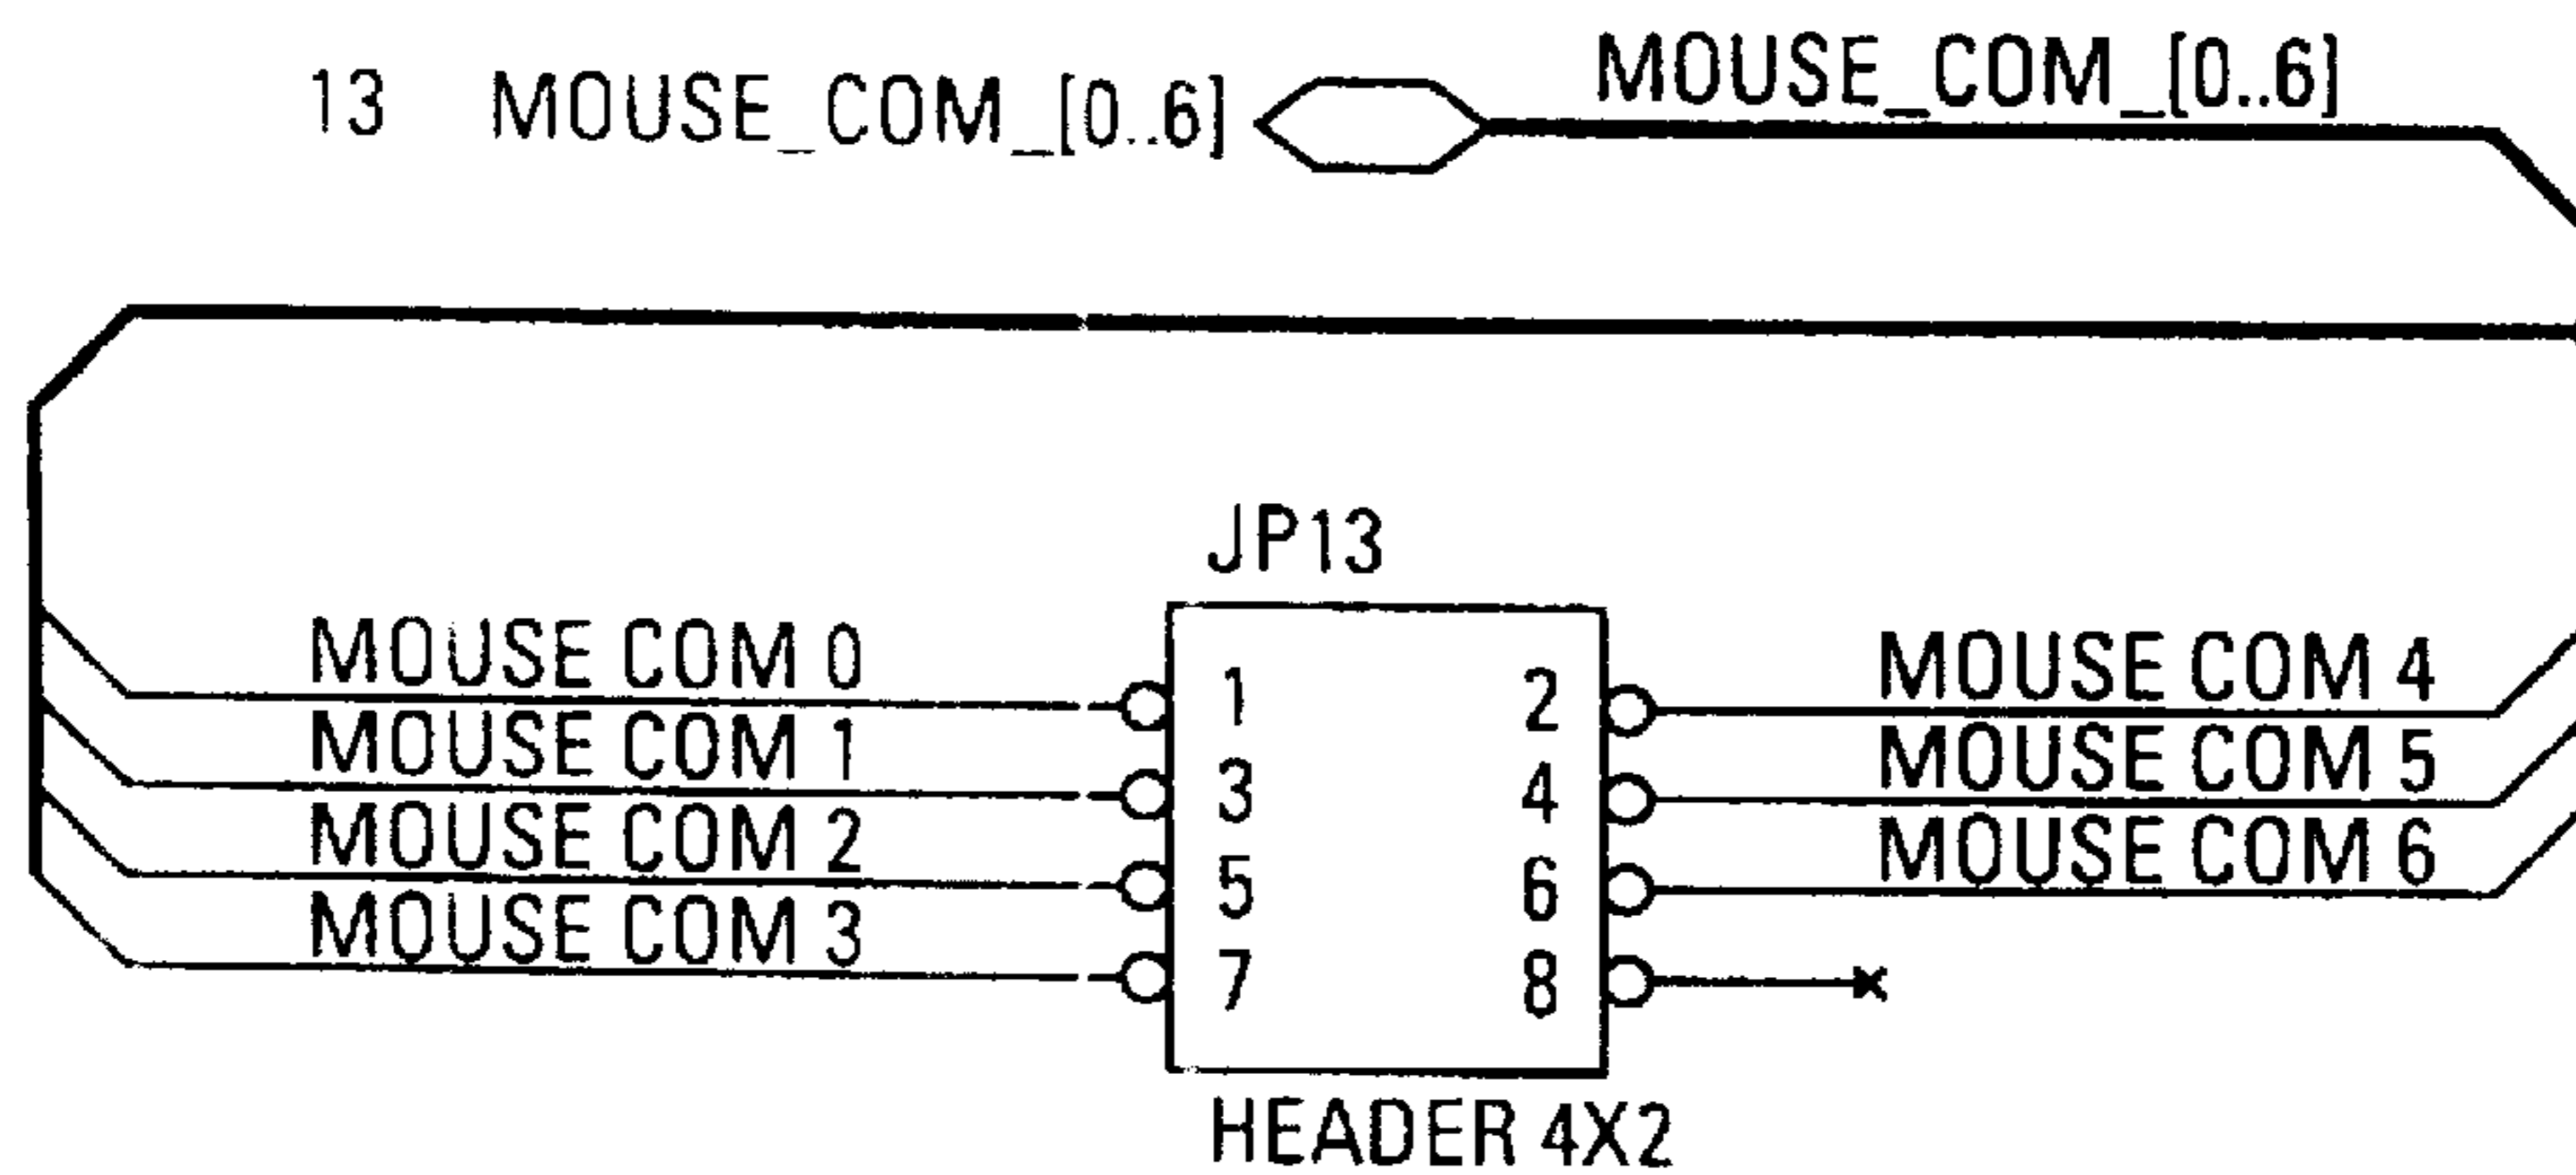 13 MOUSE_COM_[0..6]
MOUSE_COM_[0..6]
JP13
MOUSE COM 0
MOUSE COM 1
MOUSE COM 2
MOUSE COM 3
1 2
3 4
5 6
7 8
MOUSE COM 4
MOUSE COM 5
MOUSE COM 6
HEADER 4X2